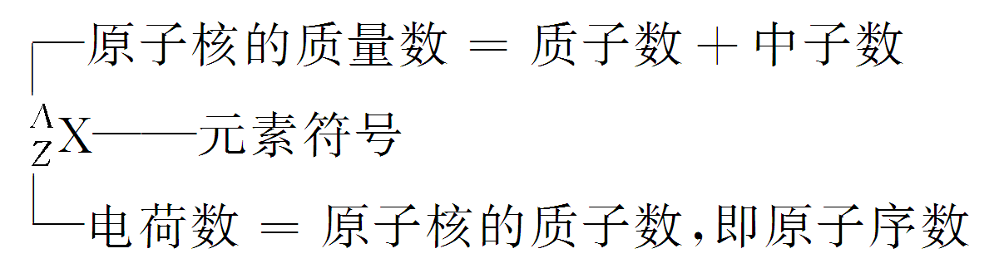 原子核的质量数 = 质子数 + 中子数
ᴬ
Z X——元素符号
电荷数 = 原子核的质子数,即原子序数